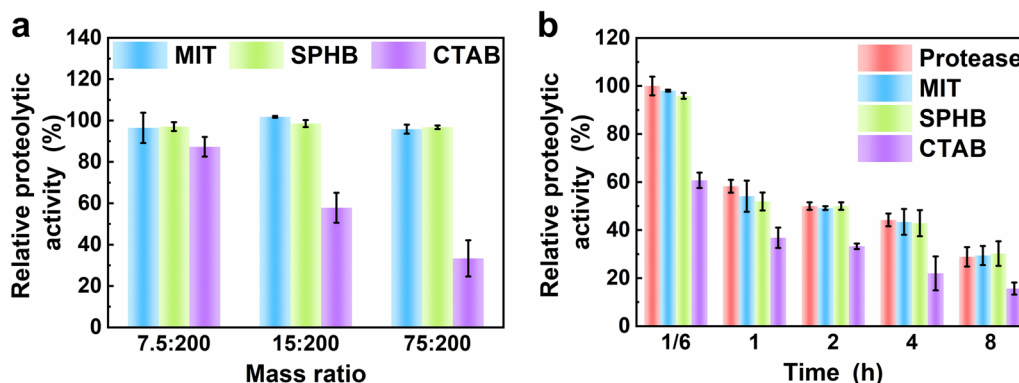 a
Relative proteolytic
activity (%)
140
120
100
80
60
40
20
0
MIT SPHB CTAB
7.5:200 15:200 75:200
Mass ratio
b
Relative proteolytic
activity (%)
120
100
80
60
40
20
0
Protease
MIT
SPHB
CTAB
1/6 1 2 4 8
Time (h)